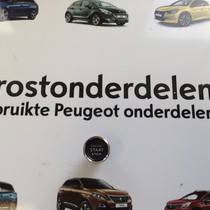 rostonderdelen
bruikte Peugeot onderdelen
START
STOP